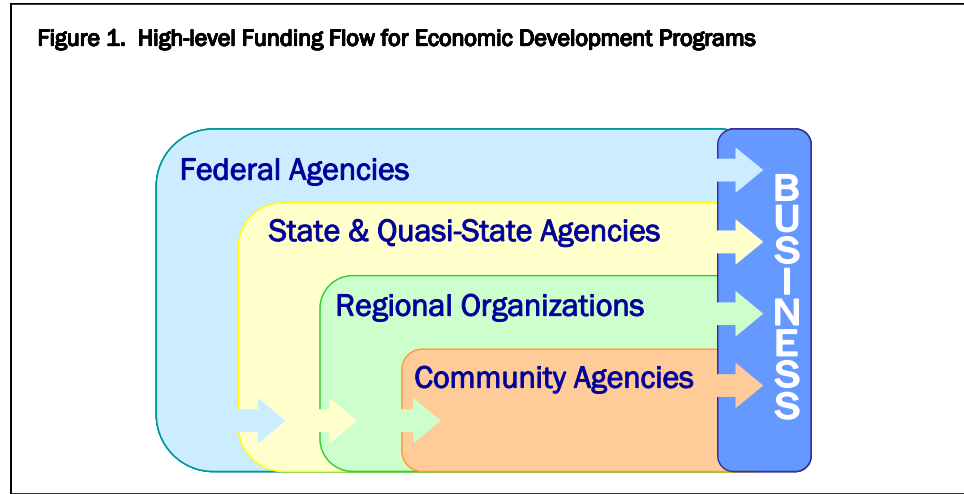 Figure 1. High-level Funding Flow for Economic Development Programs
Federal Agencies
State & Quasi-State Agencies
Regional Organizations
Community Agencies
BUSINESS